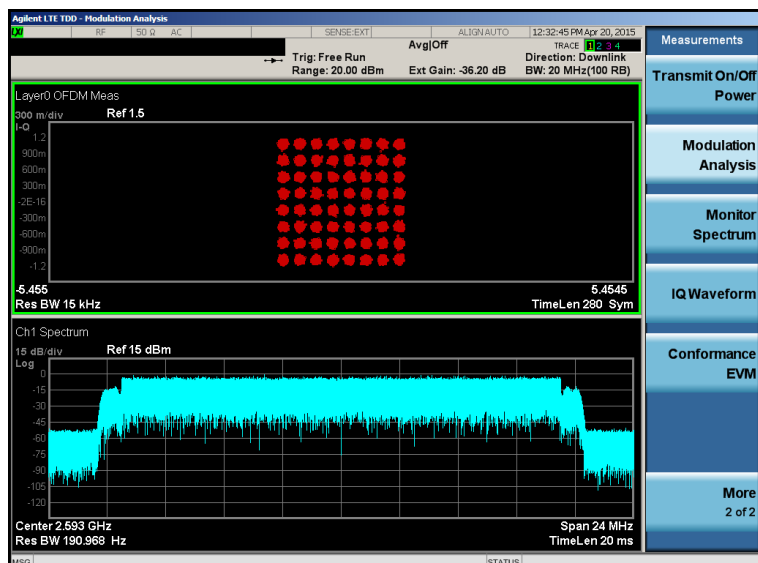 Agilent LTE TDD - Modulation Analysis
LXI RF 50 Ω AC SENSE:EXT ALIGN AUTO 12:32:45 PM Apr 20, 2015
Avg|Off TRACE 1 2 3 4
Trig: Free Run Direction: Downlink
Range: 20.00 dBm Ext Gain: -36.20 dB BW: 20 MHz(100 RB)
Layer0 OFDM Meas
300 m/div Ref 1.5
I-Q
1.2
900m
600m
300m
-2E-16
-300m
-600m
-900m
-1.2
-5.455 5.4545
Res BW 15 kHz TimeLen 280 Sym
Ch1 Spectrum
15 dB/div Ref 15 dBm
Log
0
-15
-30
-45
-60
-75
-90
-105
-120
Center 2.593 GHz Span 24 MHz
Res BW 190.968 Hz TimeLen 20 ms
MSG STATUS
Measurements
Transmit On/Off
Power
Modulation
Analysis
Monitor
Spectrum
IQ Waveform
Conformance
EVM
More
2 of 2